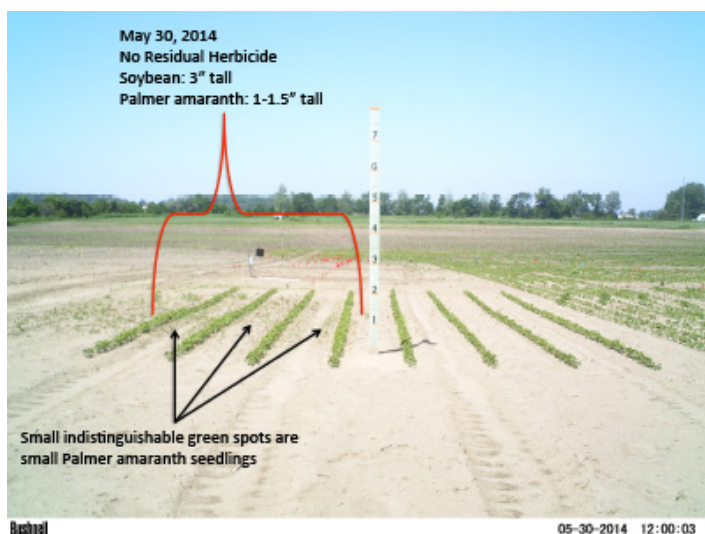 May 30, 2014
No Residual Herbicide
Soybean: 3” tall
Palmer amaranth: 1-1.5” tall
7
6
5
4
3
2
1
Small indistinguishable green spots are
small Palmer amaranth seedlings
Bushnell
05-30-2014 12:00:03